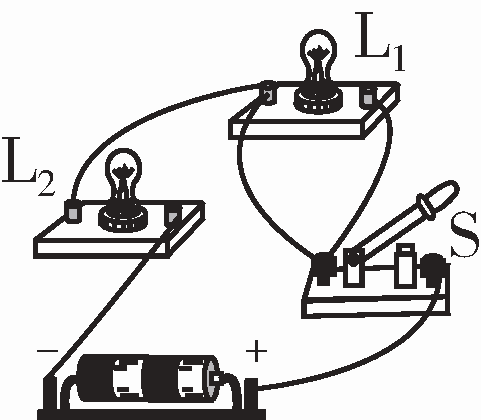 L₁
L₂
S
− +